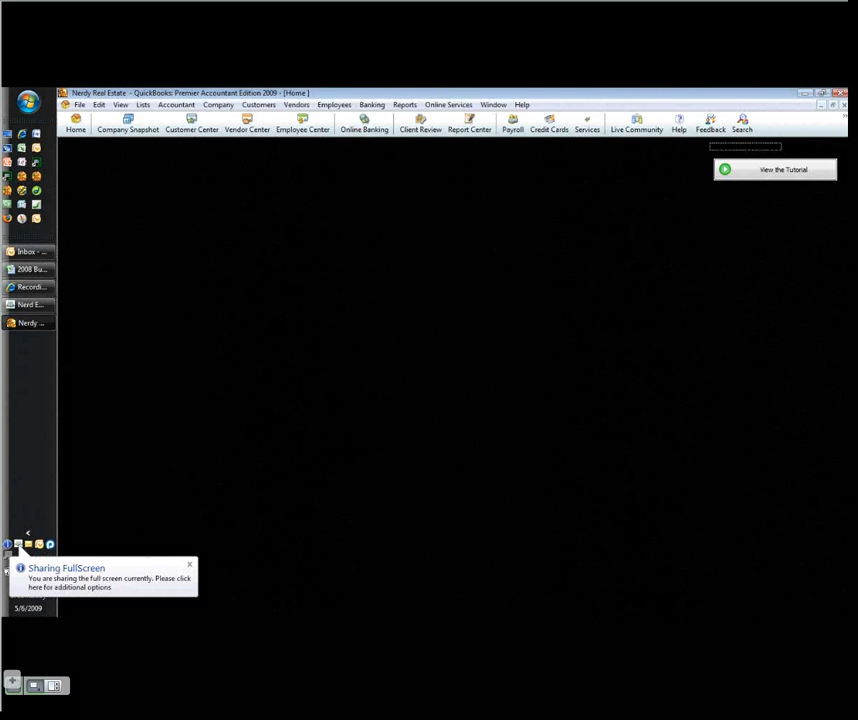 Nerdy Real Estate - QuickBooks: Premier Accountant Edition 2009 - [Home ]
File Edit View Lists Accountant Company Customers Vendors Employees Banking Reports Online Services Window Help
Home Company Snapshot Customer Center Vendor Center Employee Center Online Banking Client Review Report Center Payroll Credit Cards Services Live Community Help Feedback Search
View the Tutorial
Inbox - ...
2008 Bu...
Recordi...
Nerd E...
Nerdy ...
Sharing FullScreen
You are sharing the full screen currently. Please click
here for additional options
5/6/2009